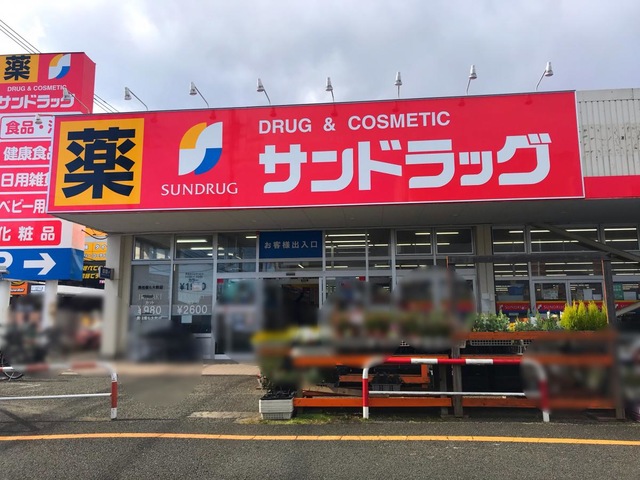 薬
DRUG & COSMETIC
サンドラッグ
健康食
日用雑
ベビー用
化粧品
P
薬
SUNDRUG
DRUG & COSMETIC
サンドラッグ
お客様出入口
¥980
¥2600